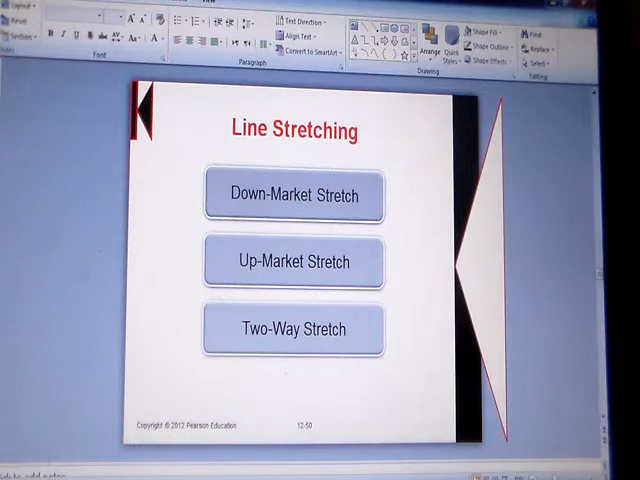 Layout
Reset
Section
Font
Text Direction
Align Text
Convert to SmartArt
Paragraph
Arrange
Quick
Styles
Shape Fill
Shape Outline
Shape Effects
Drawing
Find
Replace
Select
Editing
Line Stretching
Down-Market Stretch
Up-Market Stretch
Two-Way Stretch
Copyright © 2012 Pearson Education
12-50